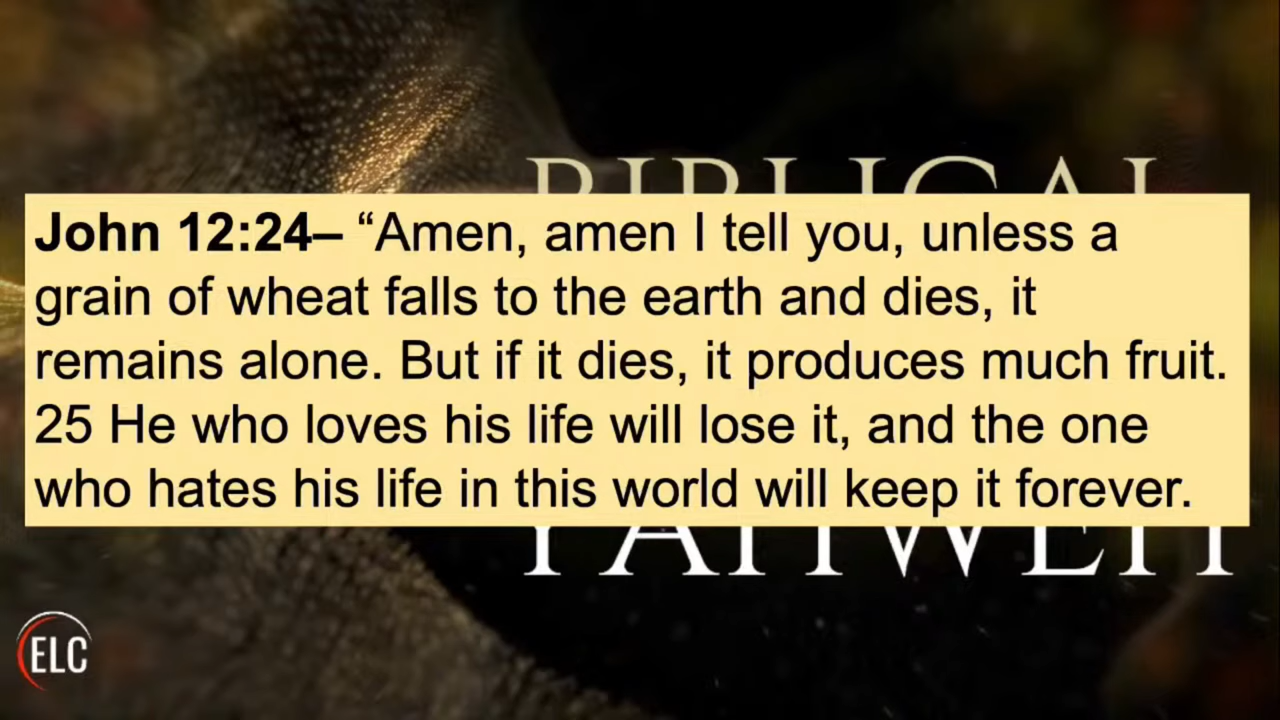 BIBLICAL
John 12:24– “Amen, amen I tell you, unless a
grain of wheat falls to the earth and dies, it
remains alone. But if it dies, it produces much fruit.
25 He who loves his life will lose it, and the one
who hates his life in this world will keep it forever.
YAHWEH
ELC